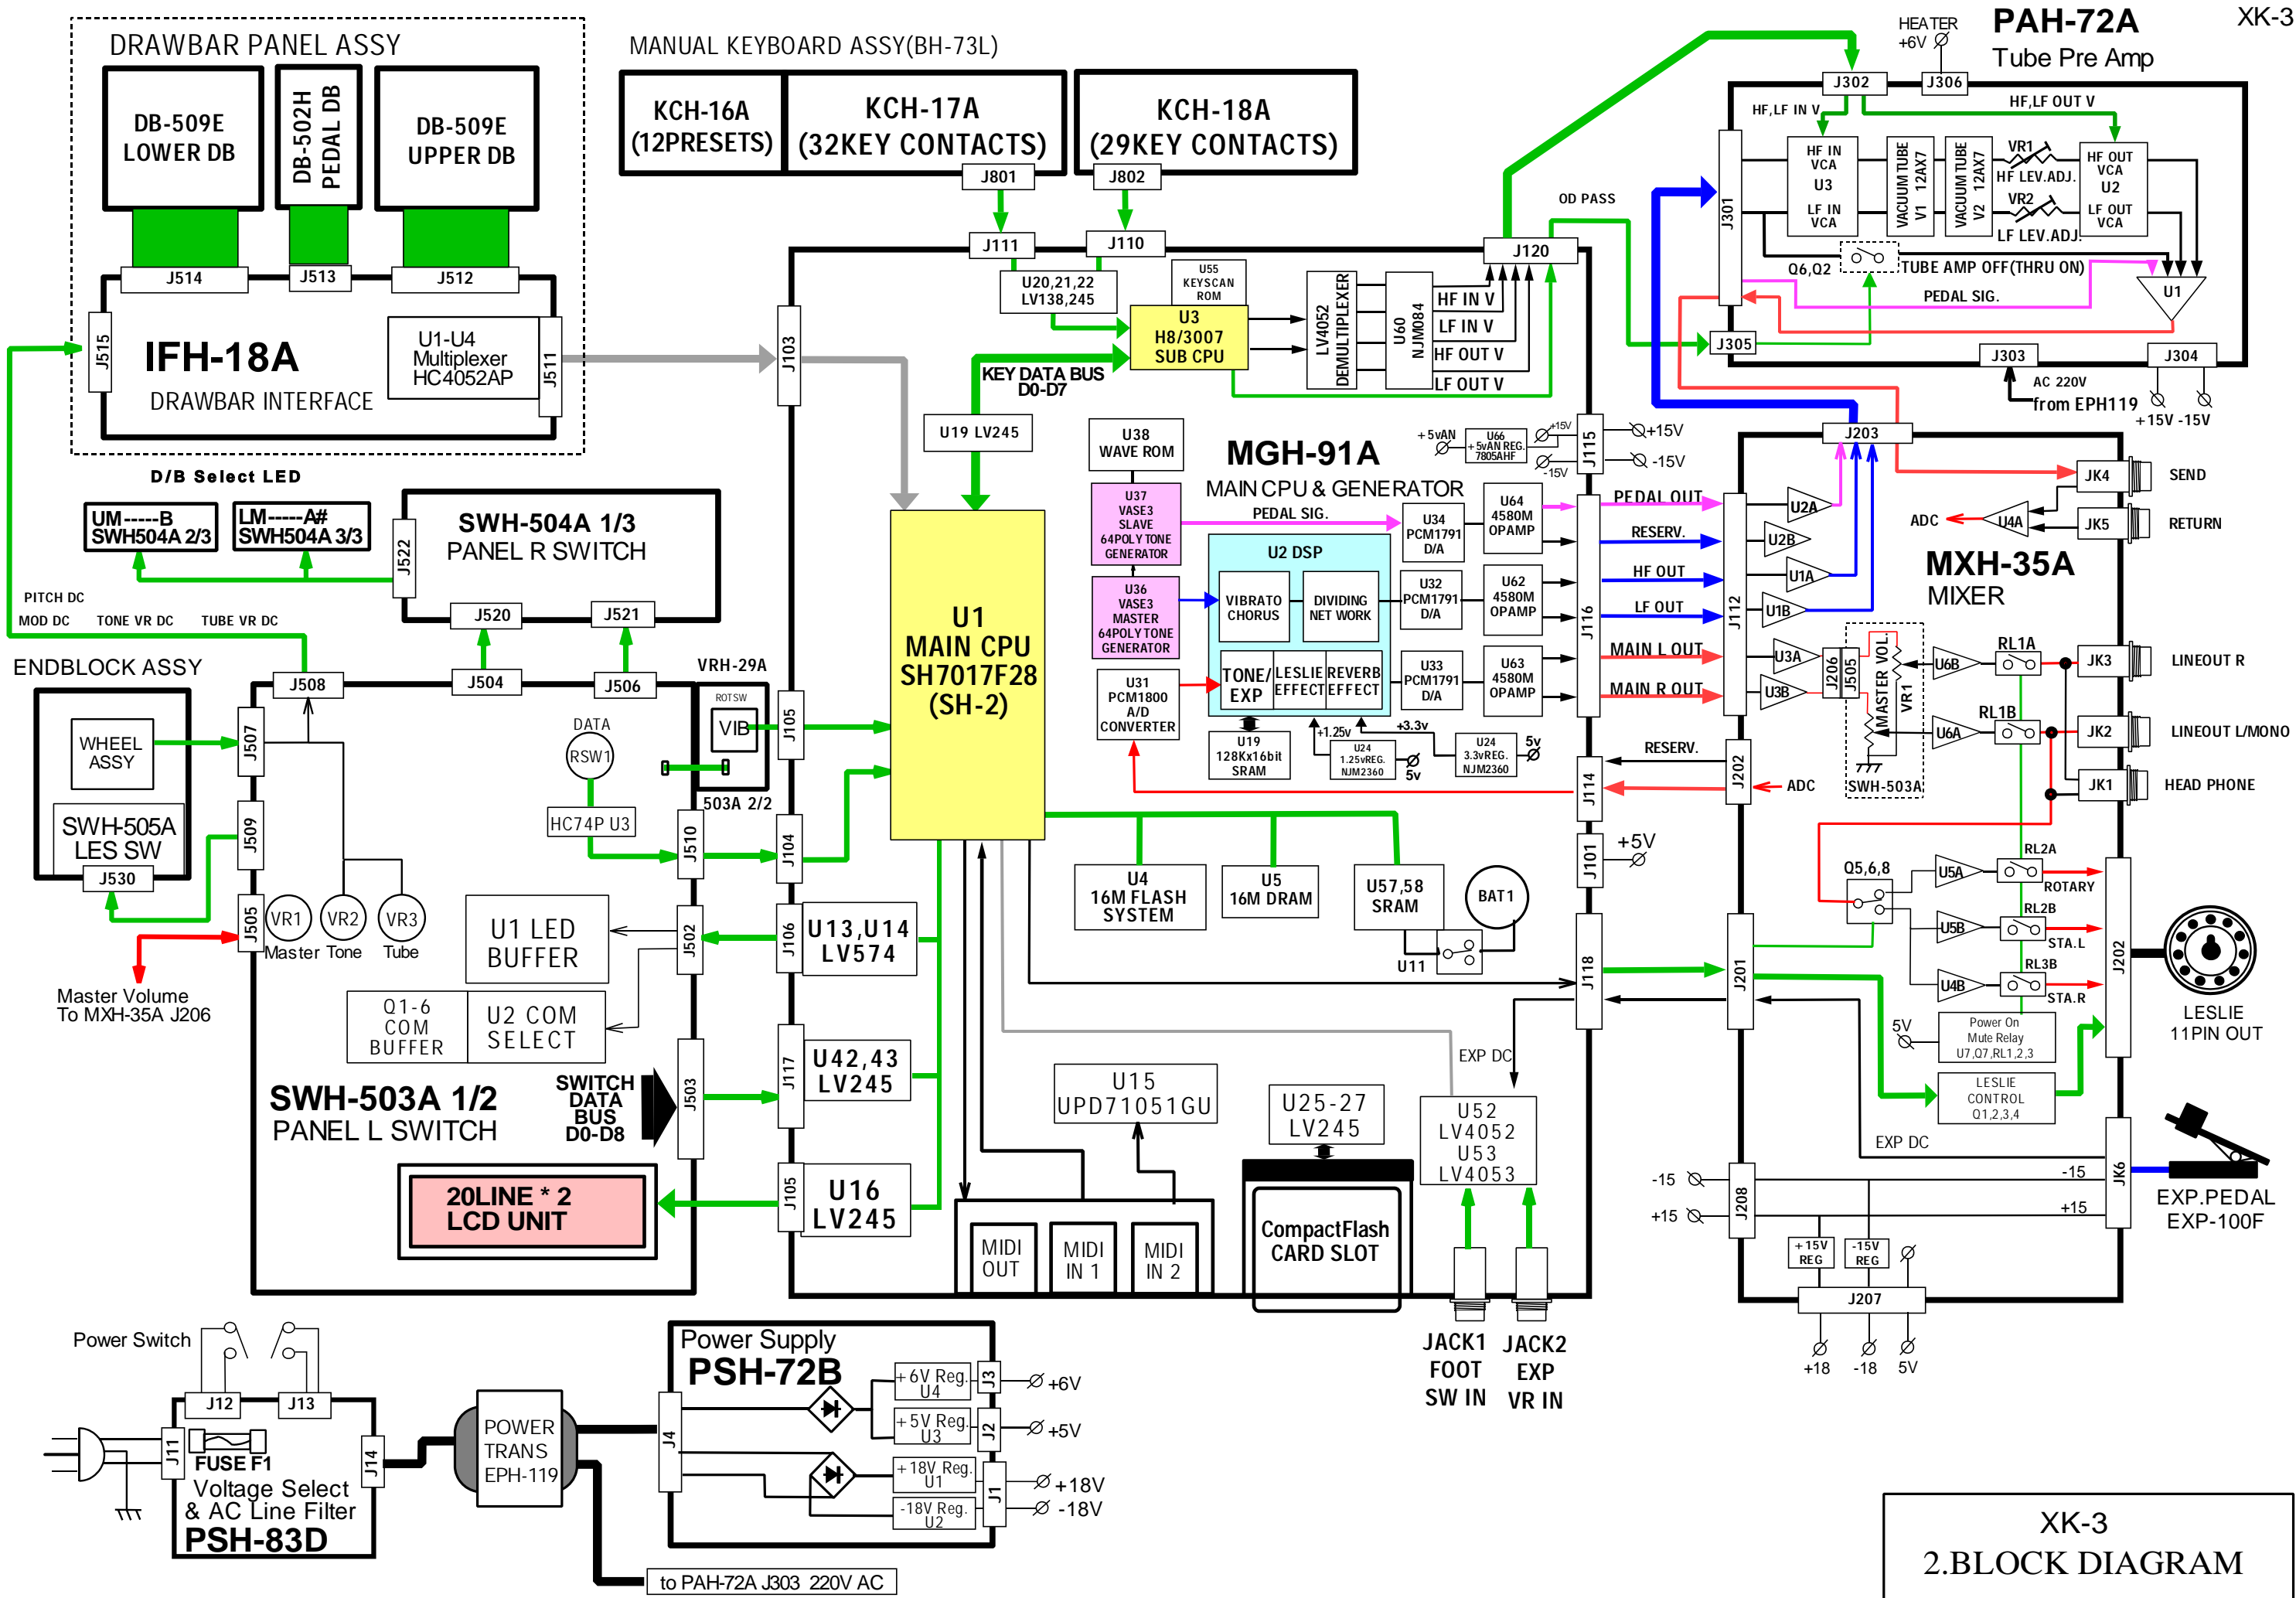 XK-3
PAH-72A
Tube Pre Amp
HEATER
+6V
DRAWBAR PANEL ASSY
MANUAL KEYBOARD ASSY(BH-73L)
DB-509E
LOWER DB
DB-502H
PEDAL DB
DB-509E
UPPER DB
KCH-16A
(12PRESETS)
KCH-17A
(32KEY CONTACTS)
KCH-18A
(29KEY CONTACTS)
J801
J802
J514
J513
J512
J515
IFH-18A
DRAWBAR INTERFACE
U1-U4
Multiplexer
HC4052AP
J511
J302
J306
HF,LF IN V
HF,LF OUT V
J301
HF IN
VCA
U3
LF IN
VCA
VACUUM TUBE
V1 12AX7
VACUUM TUBE
V2 12AX7
VR1
HF LEV.ADJ.
VR2
LF LEV.ADJ.
HF OUT
VCA
U2
LF OUT
VCA
Q6,Q2
TUBE AMP OFF(THRU ON)
PEDAL SIG.
U1
J305
J303
J304
AC 220V
from EPH119
+15V -15V
OD PASS
J111
J110
J120
J103
U20,21,22
LV138,245
U55
KEYSCAN
ROM
U3
H8/3007
SUB CPU
LV4052
DEMULTIPLEXER
U60
NJM084
HF IN V
LF IN V
HF OUT V
LF OUT V
KEY DATA BUS
D0-D7
U19 LV245
U38
WAVE ROM
MGH-91A
MAIN CPU & GENERATOR
+5vAN
U66
+5vAN REG.
7805AHF
+15V
-15V
J115
+15V
-15V
U37
VASE3
SLAVE
64POLY TONE
GENERATOR
PEDAL SIG.
U36
VASE3
MASTER
64POLY TONE
GENERATOR
U2 DSP
VIBRATO
CHORUS
DIVIDING
NET WORK
TONE/
EXP
LESLIE
EFFECT
REVERB
EFFECT
U34
PCM1791
D/A
U64
4580M
OPAMP
U32
PCM1791
D/A
U62
4580M
OPAMP
U33
PCM1791
D/A
U63
4580M
OPAMP
U31
PCM1800
A/D
CONVERTER
U19
128Kx16bit
SRAM
+1.25v
U24
1.25vREG.
NJM2360
5v
+3.3v
U24
3.3vREG.
NJM2360
5v
J116
PEDAL OUT
RESERV.
HF OUT
LF OUT
MAIN L OUT
MAIN R OUT
RESERV.
J112
J114
J202
ADC
J101
+5V
U1
MAIN CPU
SH7017F28
(SH-2)
U4
16M FLASH
SYSTEM
U5
16M DRAM
U57,58
SRAM
BAT1
U11
J118
J201
EXP DC
U13,U14
LV574
U42,43
LV245
U16
LV245
J105
J104
J106
J117
J105
U15
UPD71051GU
U25-27
LV245
U52
LV4052
U53
LV4053
MIDI
OUT
MIDI
IN 1
MIDI
IN 2
CompactFlash
CARD SLOT
JACK1
FOOT
SW IN
JACK2
EXP
VR IN
J203
U2A
U2B
U1A
U1B
U3A
U3B
J206
J505
MASTER VOL.
VR1
SWH-503A
U6B
U6A
RL1A
RL1B
JK4
SEND
JK5
RETURN
ADC
U4A
MXH-35A
MIXER
JK3
LINEOUT R
JK2
LINEOUT L/MONO
JK1
HEAD PHONE
Q5,6,8
U5A
RL2A
ROTARY
U5B
RL2B
STA.L
U4B
RL3B
STA.R
J202
LESLIE
11PIN OUT
5V
Power On
Mute Relay
U7,Q7,RL1,2,3
LESLIE
CONTROL
Q1,2,3,4
EXP DC
-15
+15
J208
-15
+15
JK6
EXP.PEDAL
EXP-100F
+15V
REG
-15V
REG
J207
+18
-18
5V
D/B Select LED
UM-----B
SWH504A 2/3
LM-----A#
SWH504A 3/3
SWH-504A 1/3
PANEL R SWITCH
J522
J520
J521
PITCH DC
MOD DC
TONE VR DC
TUBE VR DC
ENDBLOCK ASSY
WHEEL
ASSY
SWH-505A
LES SW
J530
J508
J504
J506
J507
J509
J505
VRH-29A
ROTSW
VIB
503A 2/2
DATA
RSW1
HC74P U3
J510
VR1
Master
VR2
Tone
VR3
Tube
Master Volume
To MXH-35A J206
U1 LED
BUFFER
Q1-6
COM
BUFFER
U2 COM
SELECT
J502
J503
SWH-503A 1/2
PANEL L SWITCH
SWITCH
DATA
BUS
D0-D8
20LINE * 2
LCD UNIT
Power Switch
J12
J13
J11
FUSE F1
J14
Voltage Select
& AC Line Filter
PSH-83D
POWER
TRANS
EPH-119
Power Supply
PSH-72B
J4
+6V Reg.
U4
J3
+6V
+5V Reg.
U3
J2
+5V
+18V Reg.
U1
J1
+18V
-18V Reg.
U2
-18V
to PAH-72A J303 220V AC
XK-3
2.BLOCK DIAGRAM